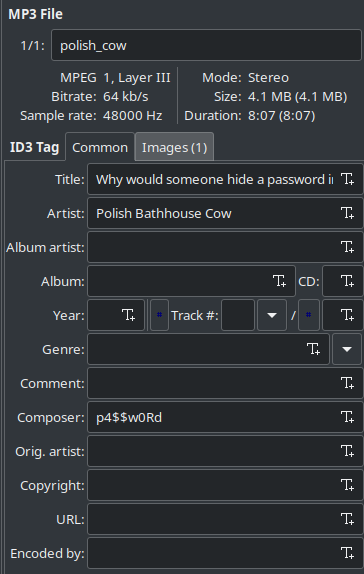 MP3 File
1/1: polish_cow
MPEG 1, Layer III Mode: Stereo
Bitrate: 64 kb/s Size: 4.1 MB (4.1 MB)
Sample rate: 48000 Hz Duration: 8:07 (8:07)
ID3 Tag Common Images (1)
Title: Why would someone hide a password i
Artist: Polish Bathhouse Cow
Album artist:
Album: CD:
Year: # Track #: / #
Genre:
Comment:
Composer: p4$$w0Rd
Orig. artist:
Copyright:
URL:
Encoded by: